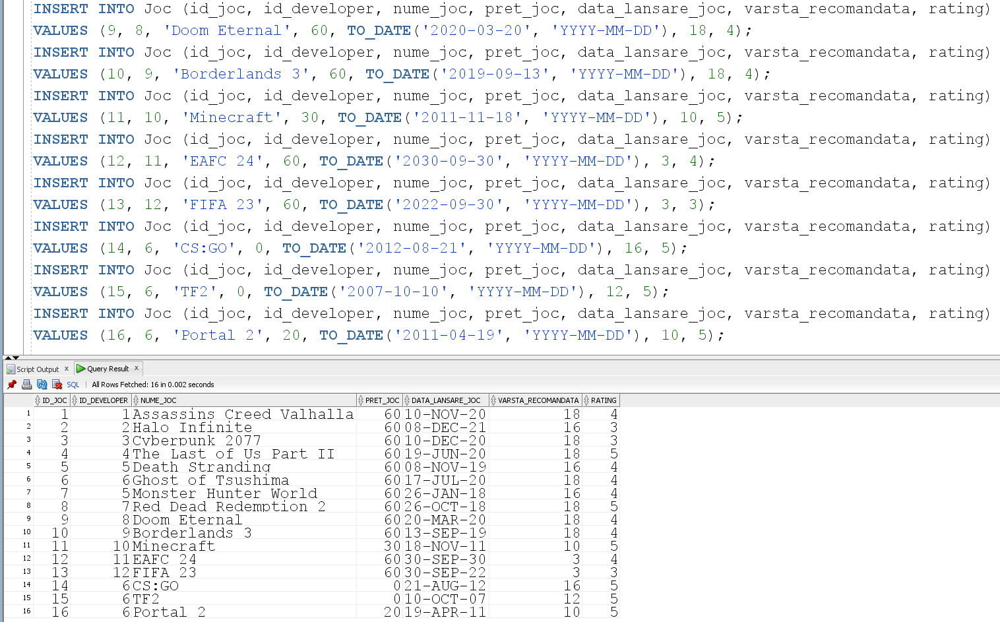 INSERT INTO Joc (id_joc, id_developer, nume_joc, pret_joc, data_lansare_joc, varsta_recomandata, rating)
VALUES (9, 8, 'Doom Eternal', 60, TO_DATE('2020-03-20', 'YYYY-MM-DD'), 18, 4);
INSERT INTO Joc (id_joc, id_developer, nume_joc, pret_joc, data_lansare_joc, varsta_recomandata, rating)
VALUES (10, 9, 'Borderlands 3', 60, TO_DATE('2019-09-13', 'YYYY-MM-DD'), 18, 4);
INSERT INTO Joc (id_joc, id_developer, nume_joc, pret_joc, data_lansare_joc, varsta_recomandata, rating)
VALUES (11, 10, 'Minecraft', 30, TO_DATE('2011-11-18', 'YYYY-MM-DD'), 10, 5);
INSERT INTO Joc (id_joc, id_developer, nume_joc, pret_joc, data_lansare_joc, varsta_recomandata, rating)
VALUES (12, 11, 'EAFC 24', 60, TO_DATE('2030-09-30', 'YYYY-MM-DD'), 3, 4);
INSERT INTO Joc (id_joc, id_developer, nume_joc, pret_joc, data_lansare_joc, varsta_recomandata, rating)
VALUES (13, 12, 'FIFA 23', 60, TO_DATE('2022-09-30', 'YYYY-MM-DD'), 3, 3);
INSERT INTO Joc (id_joc, id_developer, nume_joc, pret_joc, data_lansare_joc, varsta_recomandata, rating)
VALUES (14, 6, 'CS:GO', 0, TO_DATE('2012-08-21', 'YYYY-MM-DD'), 16, 5);
INSERT INTO Joc (id_joc, id_developer, nume_joc, pret_joc, data_lansare_joc, varsta_recomandata, rating)
VALUES (15, 6, 'TF2', 0, TO_DATE('2007-10-10', 'YYYY-MM-DD'), 12, 5);
INSERT INTO Joc (id_joc, id_developer, nume_joc, pret_joc, data_lansare_joc, varsta_recomandata, rating)
VALUES (16, 6, 'Portal 2', 20, TO_DATE('2011-04-19', 'YYYY-MM-DD'), 10, 5);
Script Output x Query Result x
SQL | All Rows Fetched: 16 in 0.002 seconds
ID_JOC ID_DEVELOPER NUME_JOC PRET_JOC DATA_LANSARE_JOC VARSTA_RECOMANDATA RATING
1 1 1 Assassins Creed Valhalla 60 10-NOV-20 18 4
2 2 2 Halo Infinite 60 08-DEC-21 16 3
3 3 3 Cyberpunk 2077 60 10-DEC-20 18 3
4 4 4 The Last of Us Part II 60 19-JUN-20 18 5
5 5 5 Death Stranding 60 08-NOV-19 16 4
6 6 6 Ghost of Tsushima 60 17-JUL-20 18 4
7 7 5 Monster Hunter World 60 26-JAN-18 16 4
8 8 7 Red Dead Redemption 2 60 26-OCT-18 18 5
9 9 8 Doom Eternal 60 20-MAR-20 18 4
10 10 9 Borderlands 3 60 13-SEP-19 18 4
11 11 10 Minecraft 30 18-NOV-11 10 5
12 12 11 EAFC 24 60 30-SEP-30 3 4
13 13 12 FIFA 23 60 30-SEP-22 3 3
14 14 6 CS:GO 0 21-AUG-12 16 5
15 15 6 TF2 0 10-OCT-07 12 5
16 16 6 Portal 2 20 19-APR-11 10 5